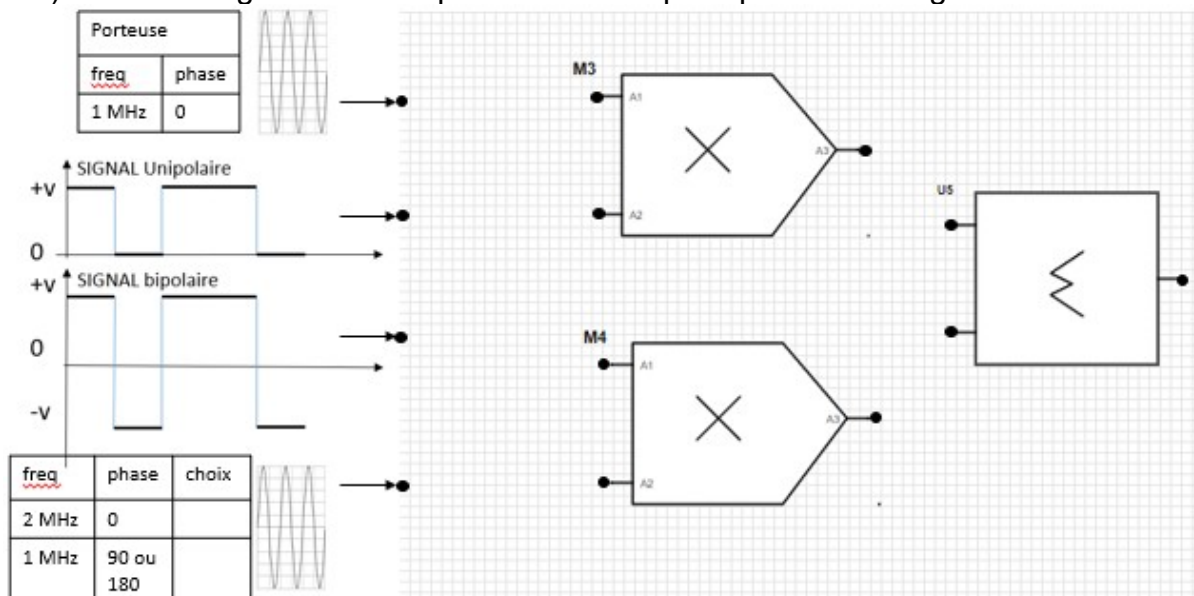 Porteuse
freq phase
1 MHz 0
SIGNAL Unipolaire
+v
0
SIGNAL bipolaire
+v
0
-v
freq phase choix
2 MHz 0
1 MHz 90 ou
180
M3
A1
A2
A3
M4
A1
A2
A3
U5